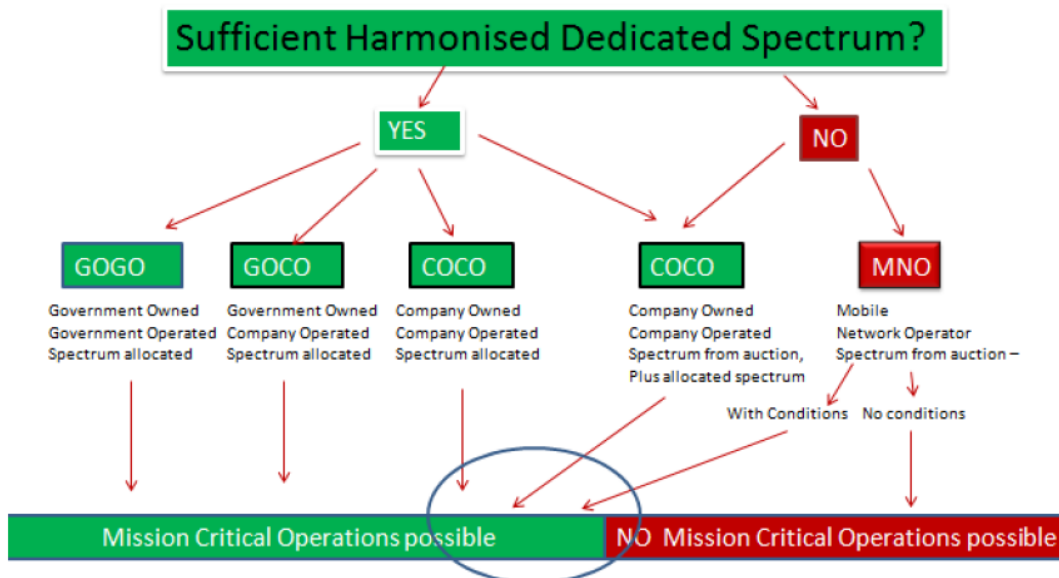 Sufficient Harmonised Dedicated Spectrum?
YES
NO
GOGO
Government Owned
Government Operated
Spectrum allocated
GOCO
Government Owned
Company Operated
Spectrum allocated
COCO
Company Owned
Company Operated
Spectrum allocated
COCO
Company Owned
Company Operated
Spectrum from auction,
Plus allocated spectrum
MNO
Mobile
Network Operator
Spectrum from auction –
With Conditions
No conditions
Mission Critical Operations possible
NO Mission Critical Operations possible